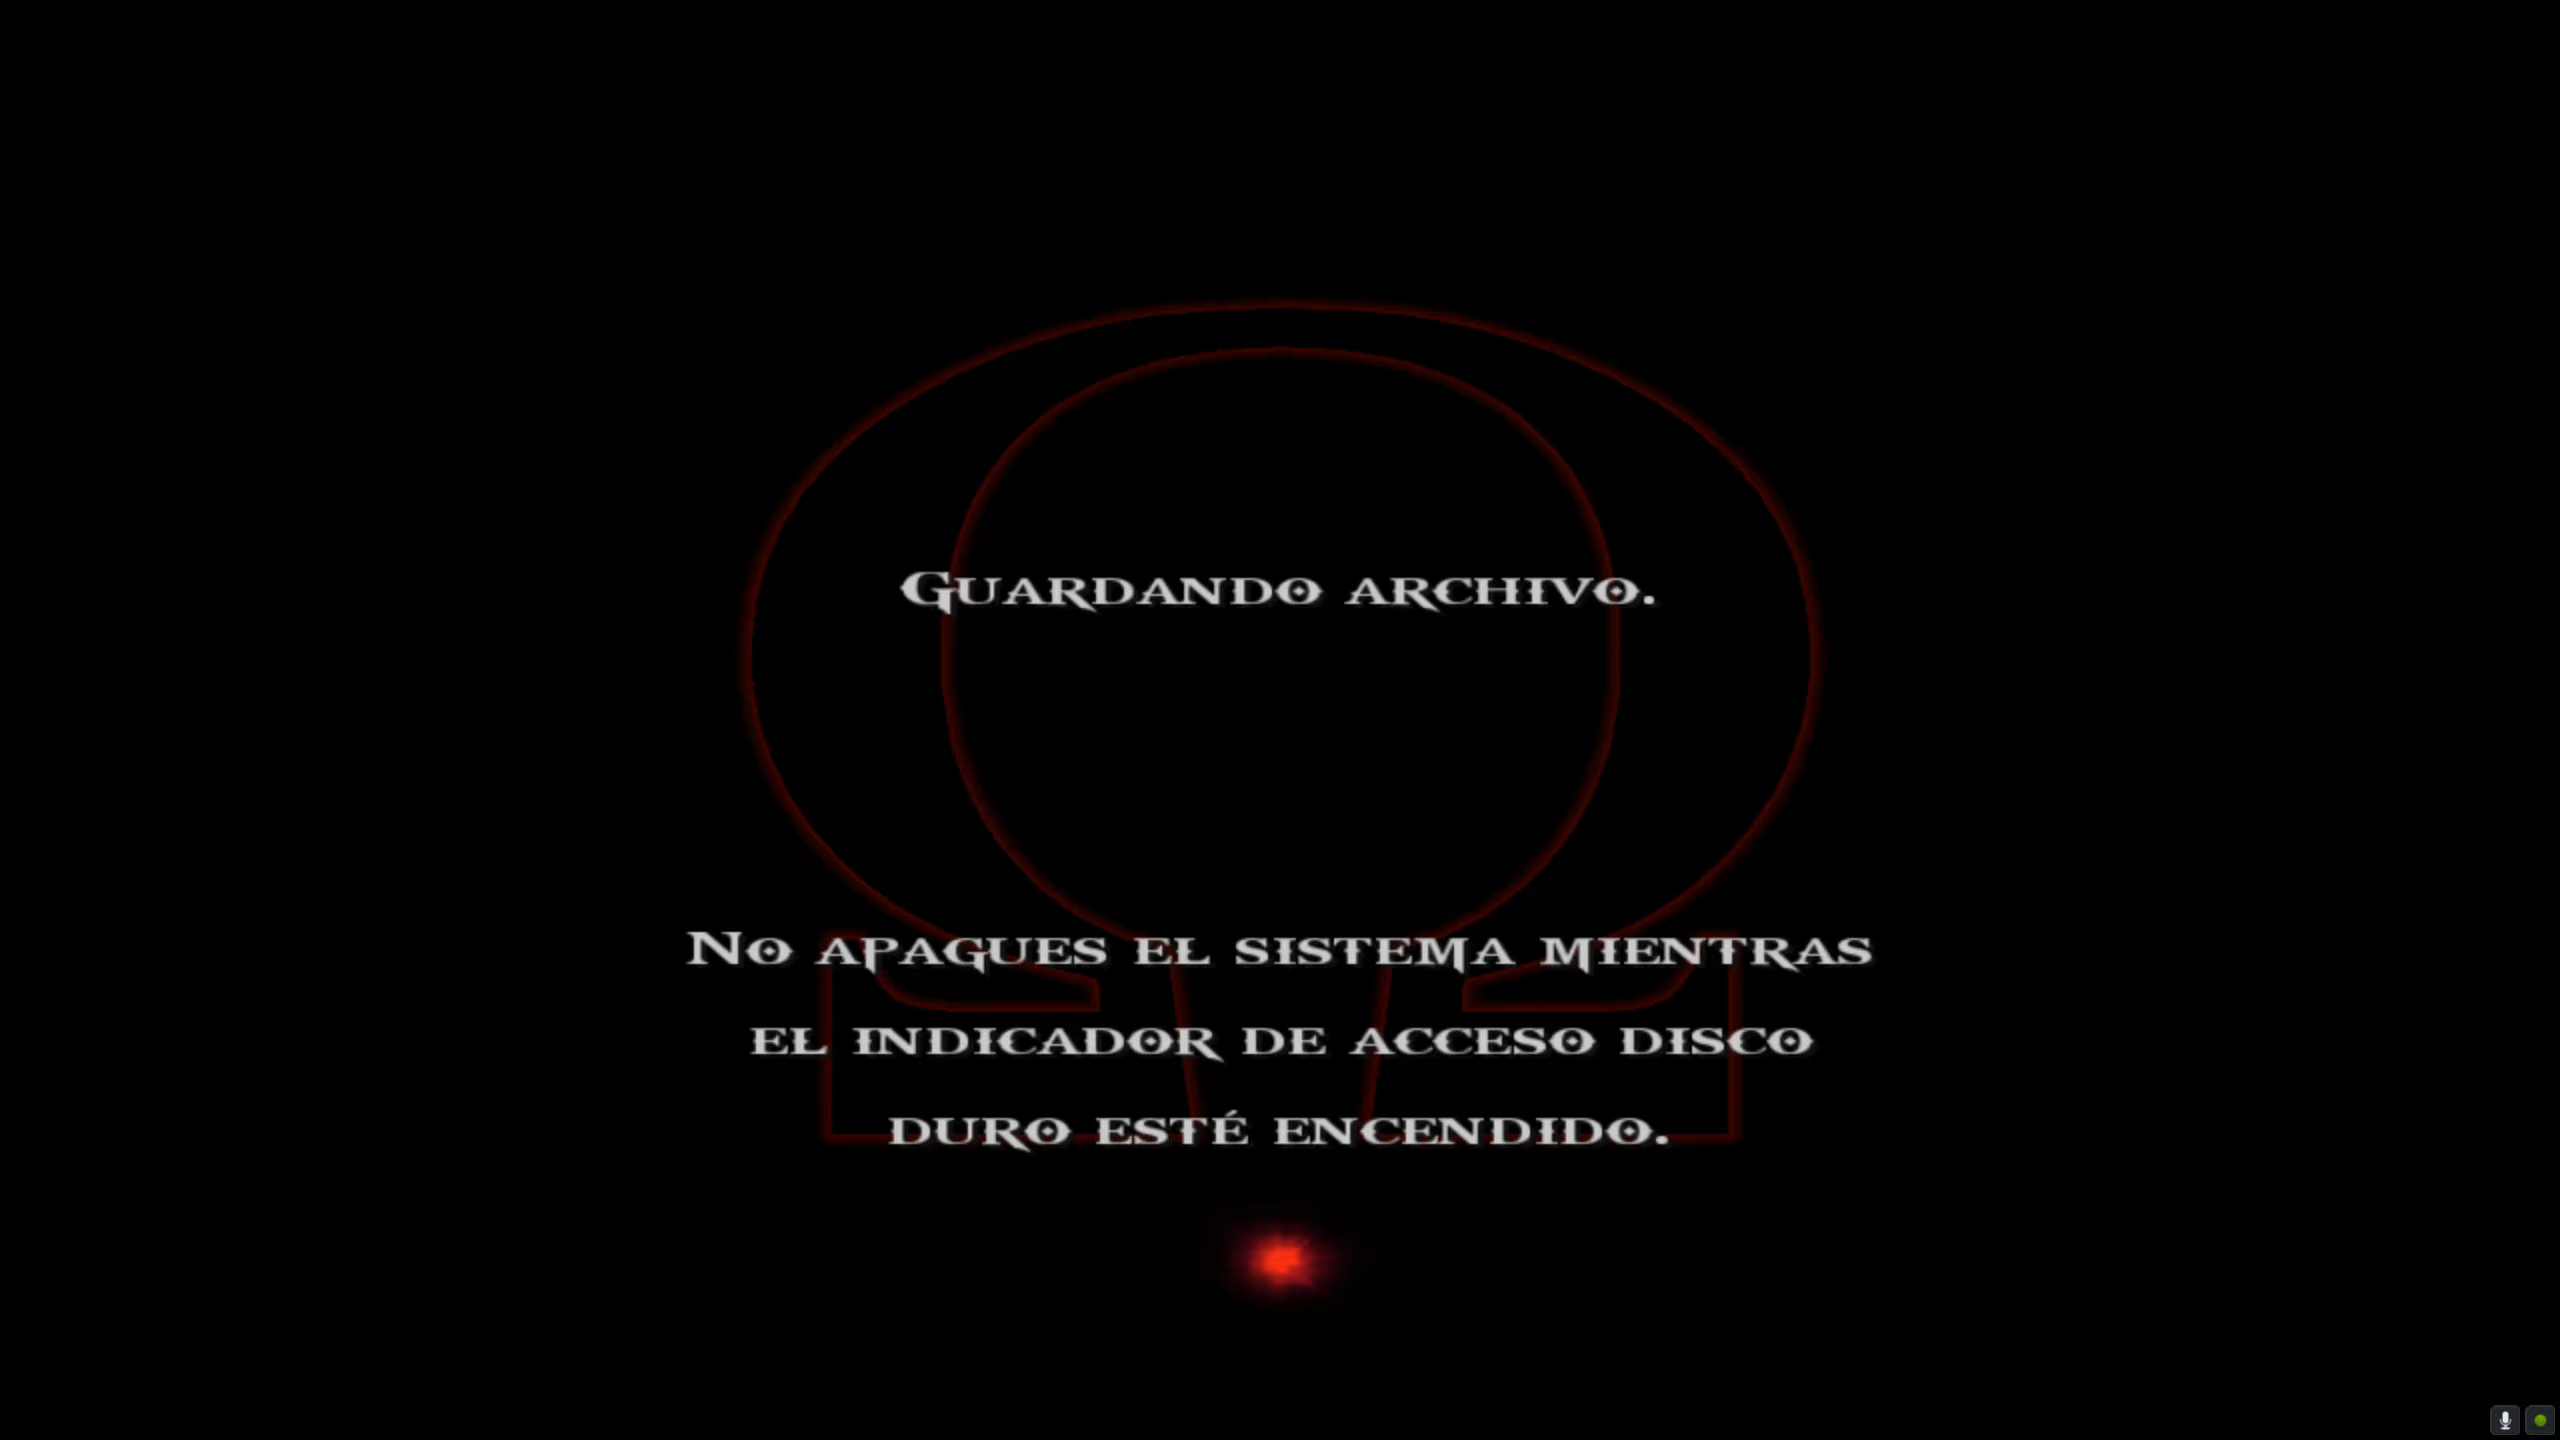 Guardando archivo.
No apagues el sistema mientras
el indicador de acceso disco
duro esté encendido.